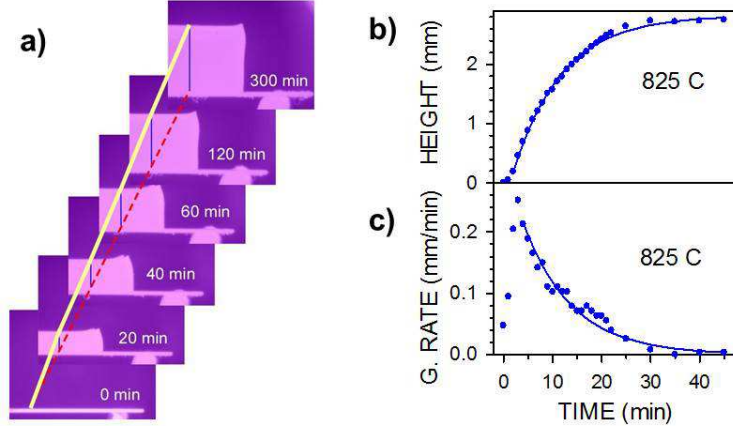 a)
300 min
120 min
60 min
40 min
20 min
0 min
b)
HEIGHT (mm)
2
1
0
825 C
c)
G. RATE (mm/min)
0.2
0.1
0.0
825 C
0 10 20 30 40
TIME (min)